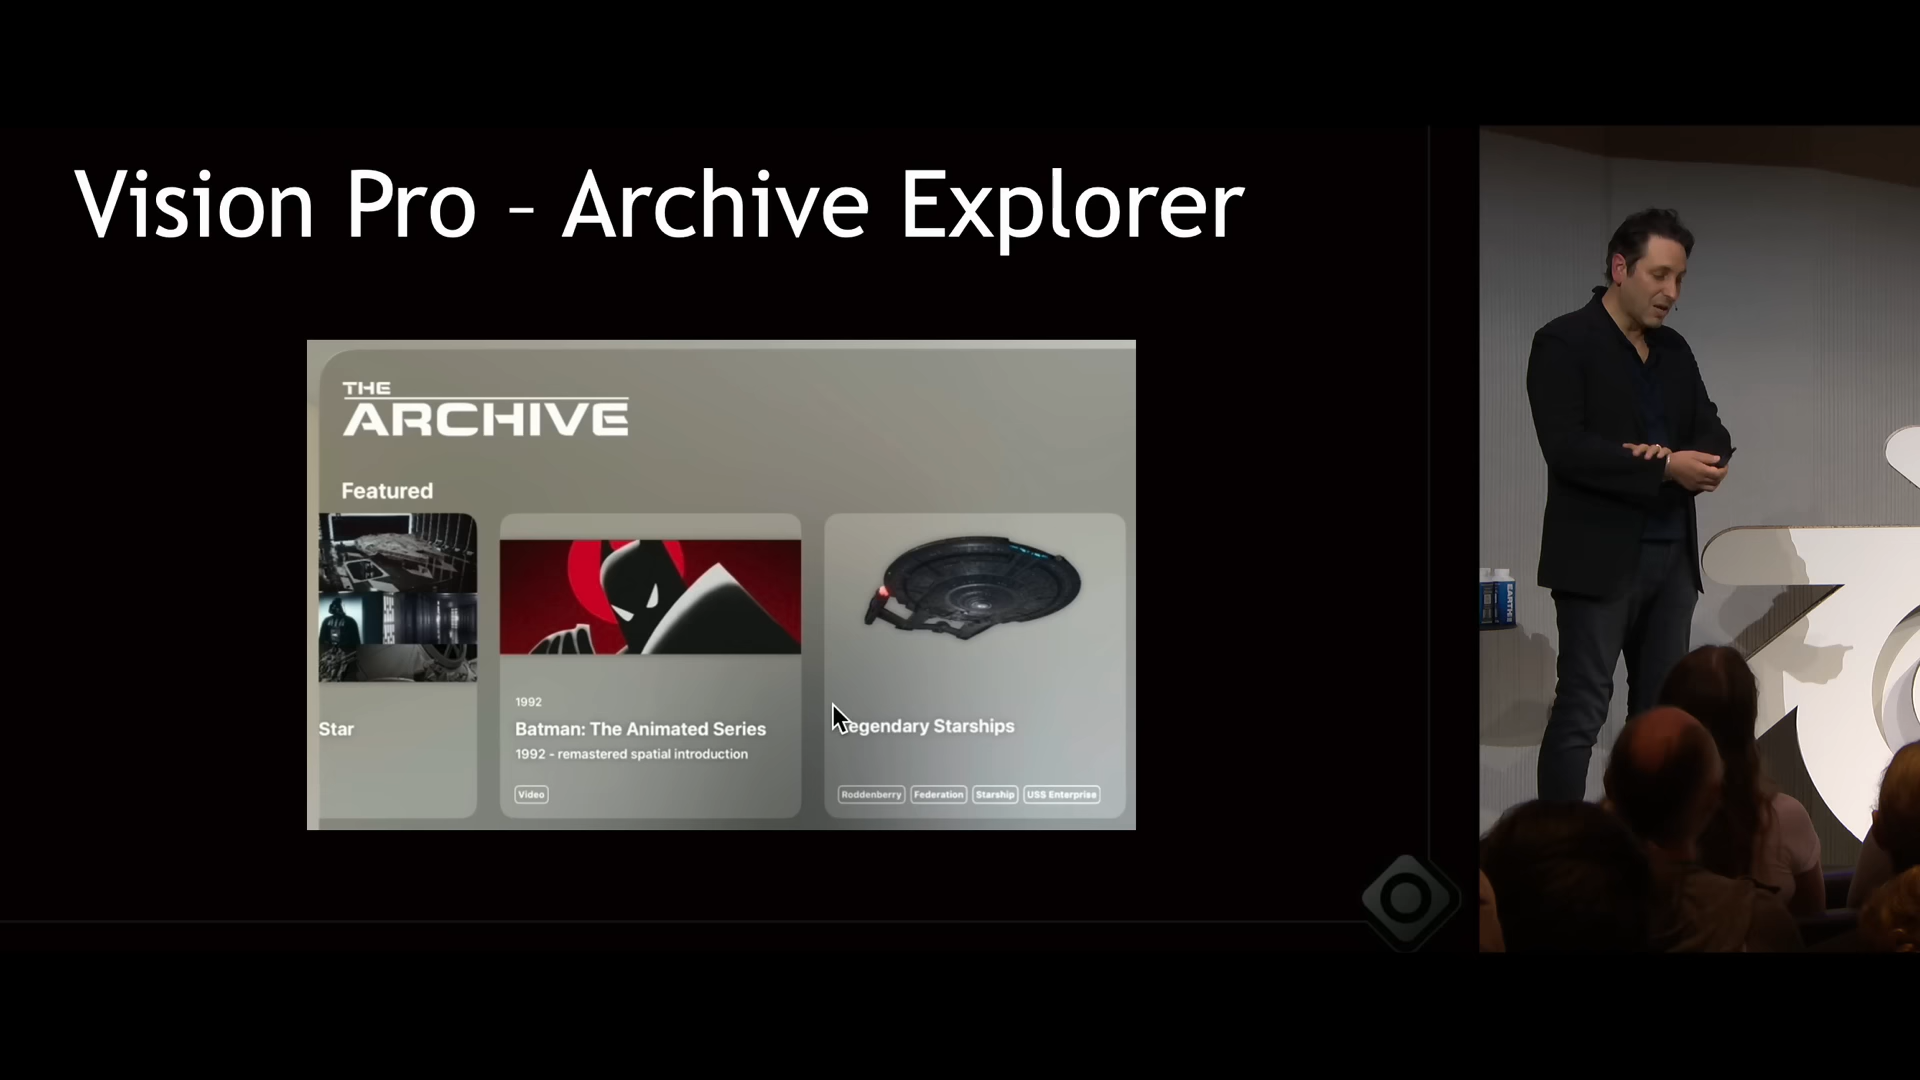 Vision Pro – Archive Explorer
THE
ARCHIVE
Featured
Star
1992
Batman: The Animated Series
1992 - remastered spatial introduction
Video
Legendary Starships
Roddenberry Federation Starship USS Enterprise
EARTH